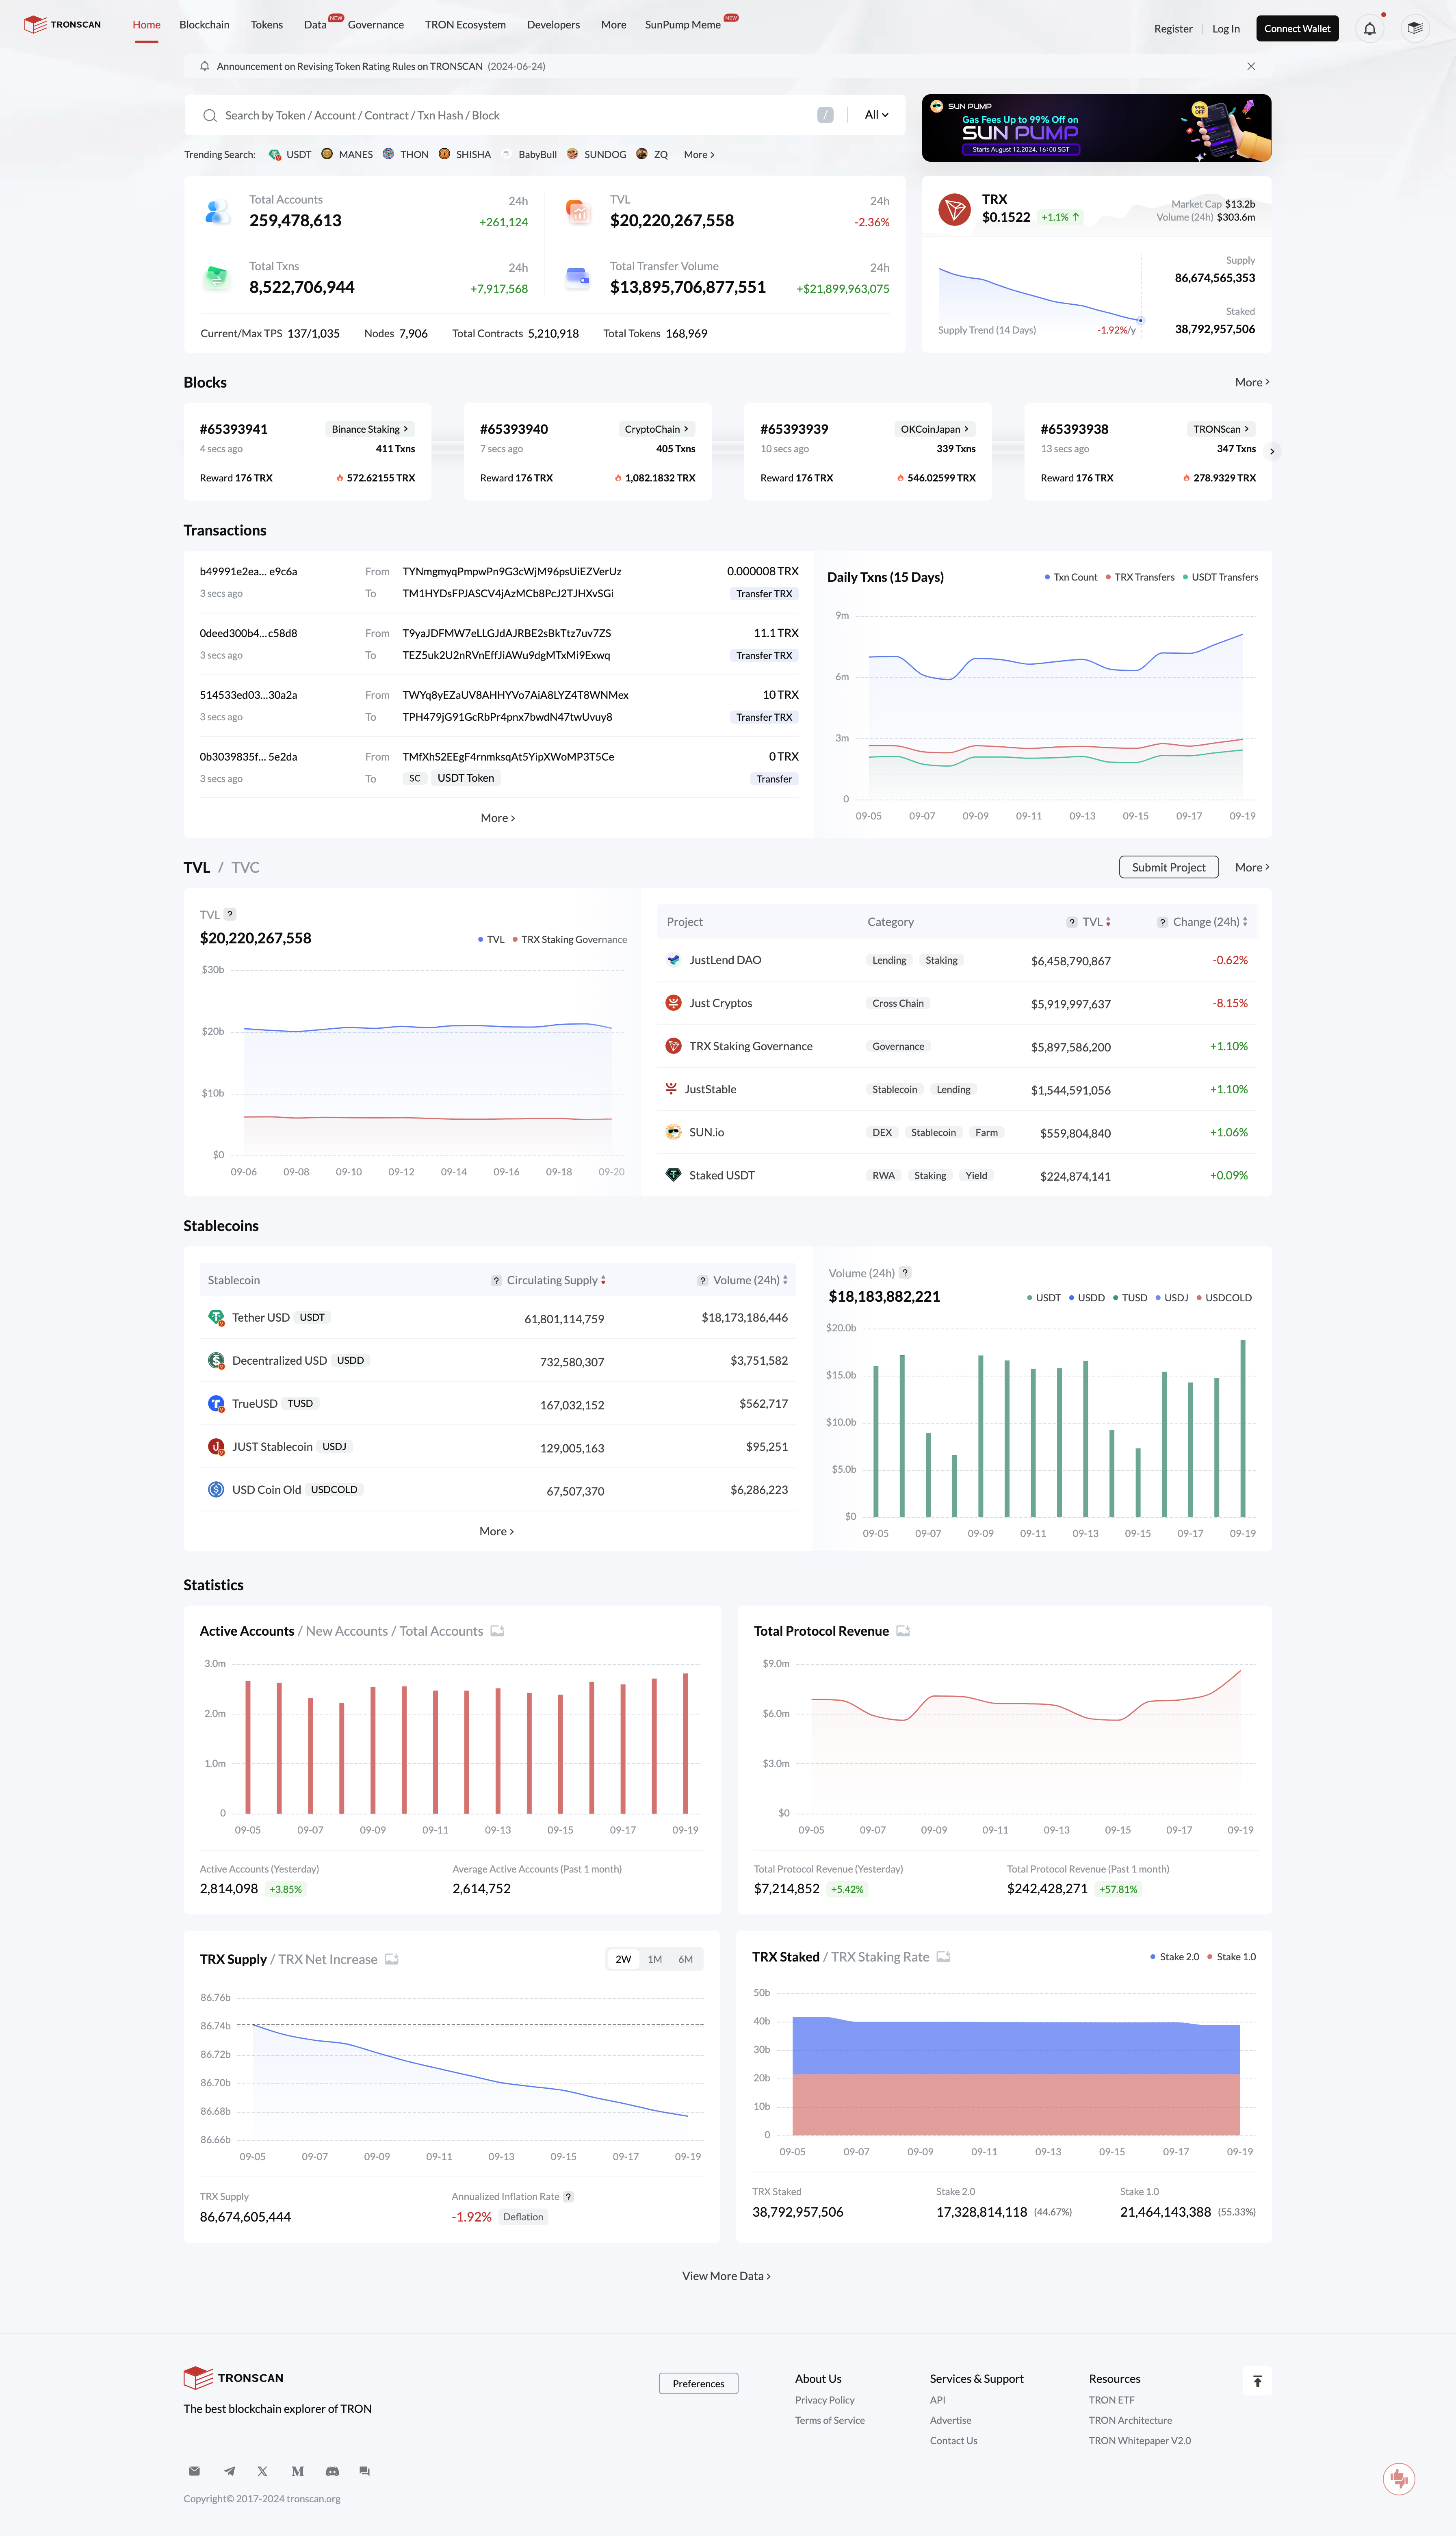 TRONSCAN
Home Blockchain Tokens Data NEW Governance TRON Ecosystem Developers More SunPump Meme NEW
Register Log In Connect Wallet
Announcement on Revising Token Rating Rules on TRONSCAN (2024-06-24)
Search by Token / Account / Contract / Txn Hash / Block / All
Trending Search: USDT MANES THON SHISHA BabyBull SUNDOG ZQ More
SUN PUMP
99% OFF
Gas Fees Up to 99% Off on
SUN PUMP
Starts August 12,2024, 16:00 SGT
Total Accounts 24h
259,478,613 +261,124
TVL 24h
$20,220,267,558 -2.36%
Total Txns 24h
8,522,706,944 +7,917,568
Total Transfer Volume 24h
$13,895,706,877,551 +$21,899,963,075
Current/Max TPS 137/1,035 Nodes 7,906 Total Contracts 5,210,918 Total Tokens 168,969
TRX
$0.1522 +1.1% ↑
Market Cap $13.2b
Volume (24h) $303.6m
Supply
86,674,565,353
Staked
38,792,957,506
Supply Trend (14 Days) -1.92%/y
Blocks More
#65393941 Binance Staking
4 secs ago 411 Txns
Reward 176 TRX 572.62155 TRX
#65393940 CryptoChain
7 secs ago 405 Txns
Reward 176 TRX 1,082.1832 TRX
#65393939 OKCoinJapan
10 secs ago 339 Txns
Reward 176 TRX 546.02599 TRX
#65393938 TRONScan
13 secs ago 347 Txns
Reward 176 TRX 278.9329 TRX
Transactions
b49991e2ea... e9c6a From TYNmgmyqPmpwPn9G3cWjM96psUiEZVerUz 0.000008 TRX
3 secs ago To TM1HYDsFPJASCV4jAzMCb8PcJ2TJHXvSGi Transfer TRX
0deed300b4...c58d8 From T9yaJDFMW7eLLGJdAJRBE2sBkTtz7uv7ZS 11.1 TRX
3 secs ago To TEZ5uk2U2nRVnEffJiAWu9dgMTxMi9Exwq Transfer TRX
514533ed03...30a2a From TWYq8yEZaUV8AHHYVo7AiA8LYZ4T8WNMex 10 TRX
3 secs ago To TPH479jG91GcRbPr4pnx7bwdN47twUvuy8 Transfer TRX
0b3039835f... 5e2da From TMfXhS2EEgF4rnmksqAt5YipXWoMP3T5Ce 0 TRX
3 secs ago To SC USDT Token Transfer
More
Daily Txns (15 Days) Txn Count TRX Transfers USDT Transfers
9m
6m
3m
0
09-05 09-07 09-09 09-11 09-13 09-15 09-17 09-19
TVL / TVC Submit Project More
TVL ?
$20,220,267,558 TVL TRX Staking Governance
$30b
$20b
$10b
$0
09-06 09-08 09-10 09-12 09-14 09-16 09-18 09-20
Project Category ? TVL ? Change (24h)
JustLend DAO Lending Staking $6,458,790,867 -0.62%
Just Cryptos Cross Chain $5,919,997,637 -8.15%
TRX Staking Governance Governance $5,897,586,200 +1.10%
JustStable Stablecoin Lending $1,544,591,056 +1.10%
SUN.io DEX Stablecoin Farm $559,804,840 +1.06%
Staked USDT RWA Staking Yield $224,874,141 +0.09%
Stablecoins
Stablecoin ? Circulating Supply ? Volume (24h)
Tether USD USDT 61,801,114,759 $18,173,186,446
Decentralized USD USDD 732,580,307 $3,751,582
TrueUSD TUSD 167,032,152 $562,717
JUST Stablecoin USDJ 129,005,163 $95,251
USD Coin Old USDCOLD 67,507,370 $6,286,223
More
Volume (24h) ?
$18,183,882,221 USDT USDD TUSD USDJ USDCOLD
$20.0b
$15.0b
$10.0b
$5.0b
$0
09-05 09-07 09-09 09-11 09-13 09-15 09-17 09-19
Statistics
Active Accounts / New Accounts / Total Accounts
3.0m
2.0m
1.0m
0
09-05 09-07 09-09 09-11 09-13 09-15 09-17 09-19
Active Accounts (Yesterday) Average Active Accounts (Past 1 month)
2,814,098 +3.85% 2,614,752
Total Protocol Revenue
$9.0m
$6.0m
$3.0m
$0
09-05 09-07 09-09 09-11 09-13 09-15 09-17 09-19
Total Protocol Revenue (Yesterday) Total Protocol Revenue (Past 1 month)
$7,214,852 +5.42% $242,428,271 +57.81%
TRX Supply / TRX Net Increase 2W 1M 6M
86.76b
86.74b
86.72b
86.70b
86.68b
86.66b
09-05 09-07 09-09 09-11 09-13 09-15 09-17 09-19
TRX Supply Annualized Inflation Rate ?
86,674,605,444 -1.92% Deflation
TRX Staked / TRX Staking Rate Stake 2.0 Stake 1.0
50b
40b
30b
20b
10b
0
09-05 09-07 09-09 09-11 09-13 09-15 09-17 09-19
TRX Staked Stake 2.0 Stake 1.0
38,792,957,506 17,328,814,118 (44.67%) 21,464,143,388 (55.33%)
View More Data
TRONSCAN
The best blockchain explorer of TRON
Preferences
About Us
Privacy Policy
Terms of Service
Services & Support
API
Advertise
Contact Us
Resources
TRON ETF
TRON Architecture
TRON Whitepaper V2.0
Copyright© 2017-2024 tronscan.org